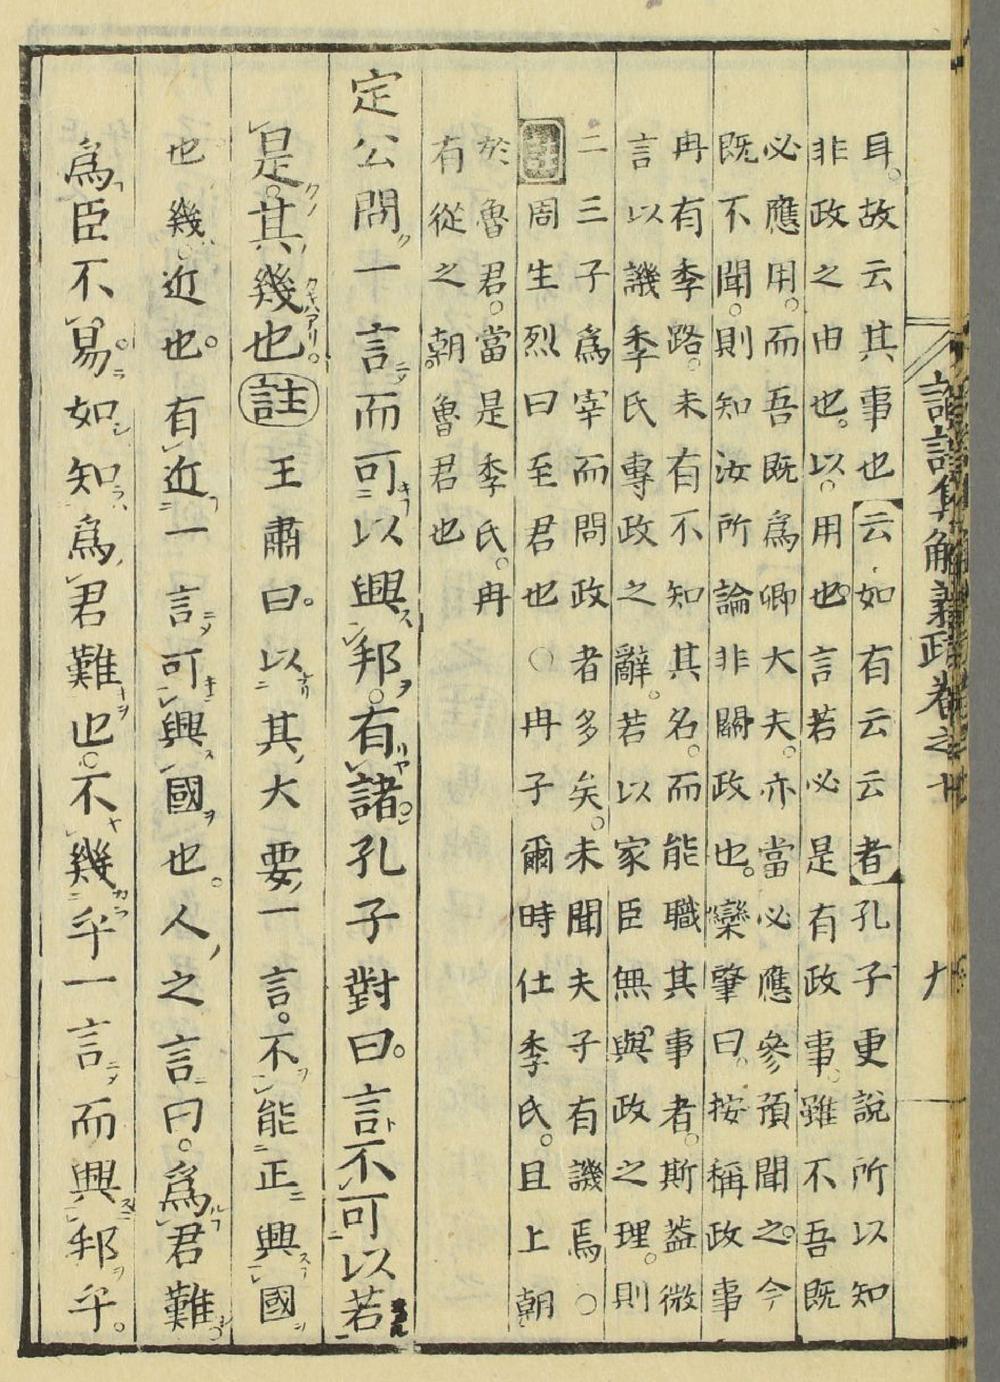 耳。故云其事也【云如有云云者】孔子更說所以知
非政之由也。以。用也。言若必是有政事。雖不吾既
必應用。而吾既爲卿大夫。亦當必應參預聞之。今
既不聞。則知汝所論非關政也。欒肇曰。按稱政事
冉有季路。未有不知其名。而能職其事者。斯蓋微
言以譏季氏專政之辭。若以家臣無與政之理。則
二三子爲宰而問政者多矣。未聞夫子有譏焉。○
註周生烈曰至君也○冉子爾時仕季氏。且上朝
於魯君。當是季氏。冉
有從之朝。魯君也
定公問一言而可以興邦。有諸孔子對曰。言不可以若
是。其幾也註王肅曰。以其大要一言。不能正興國
也幾。近也。有近一言可興國也。人之言曰。爲君難
爲臣不易。如知爲君難也。不幾乎一言而興邦乎。
九